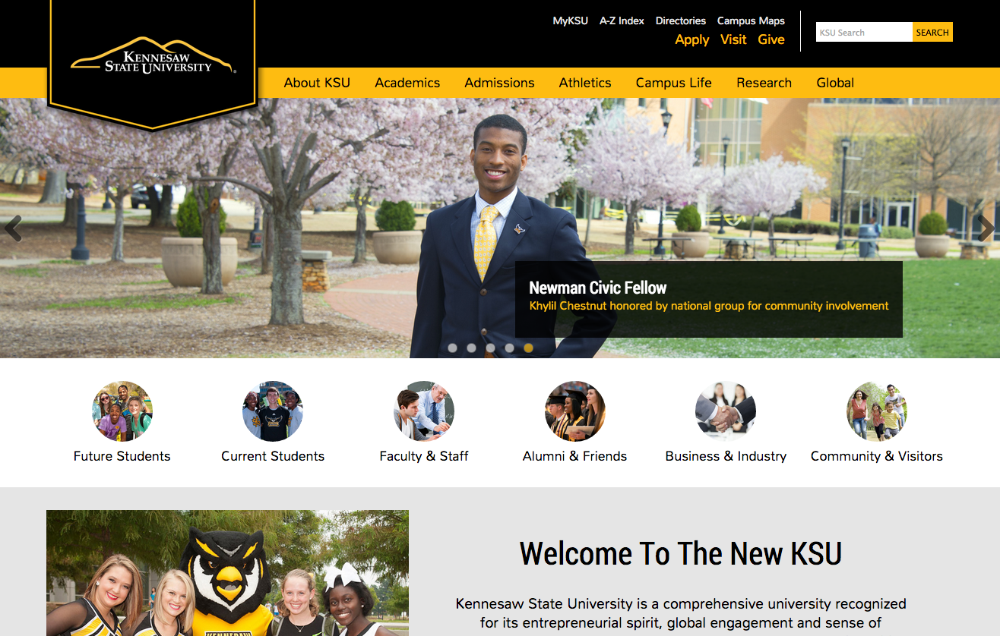 MyKSU A-Z Index Directories Campus Maps
Apply Visit Give
KSU Search SEARCH
KENNESAW
STATE UNIVERSITY
About KSU Academics Admissions Athletics Campus Life Research Global
Newman Civic Fellow
Khylil Chestnut honored by national group for community involvement
Future Students Current Students Faculty & Staff Alumni & Friends Business & Industry Community & Visitors
Welcome To The New KSU
Kennesaw State University is a comprehensive university recognized
for its entrepreneurial spirit, global engagement and sense of
KENNESAW